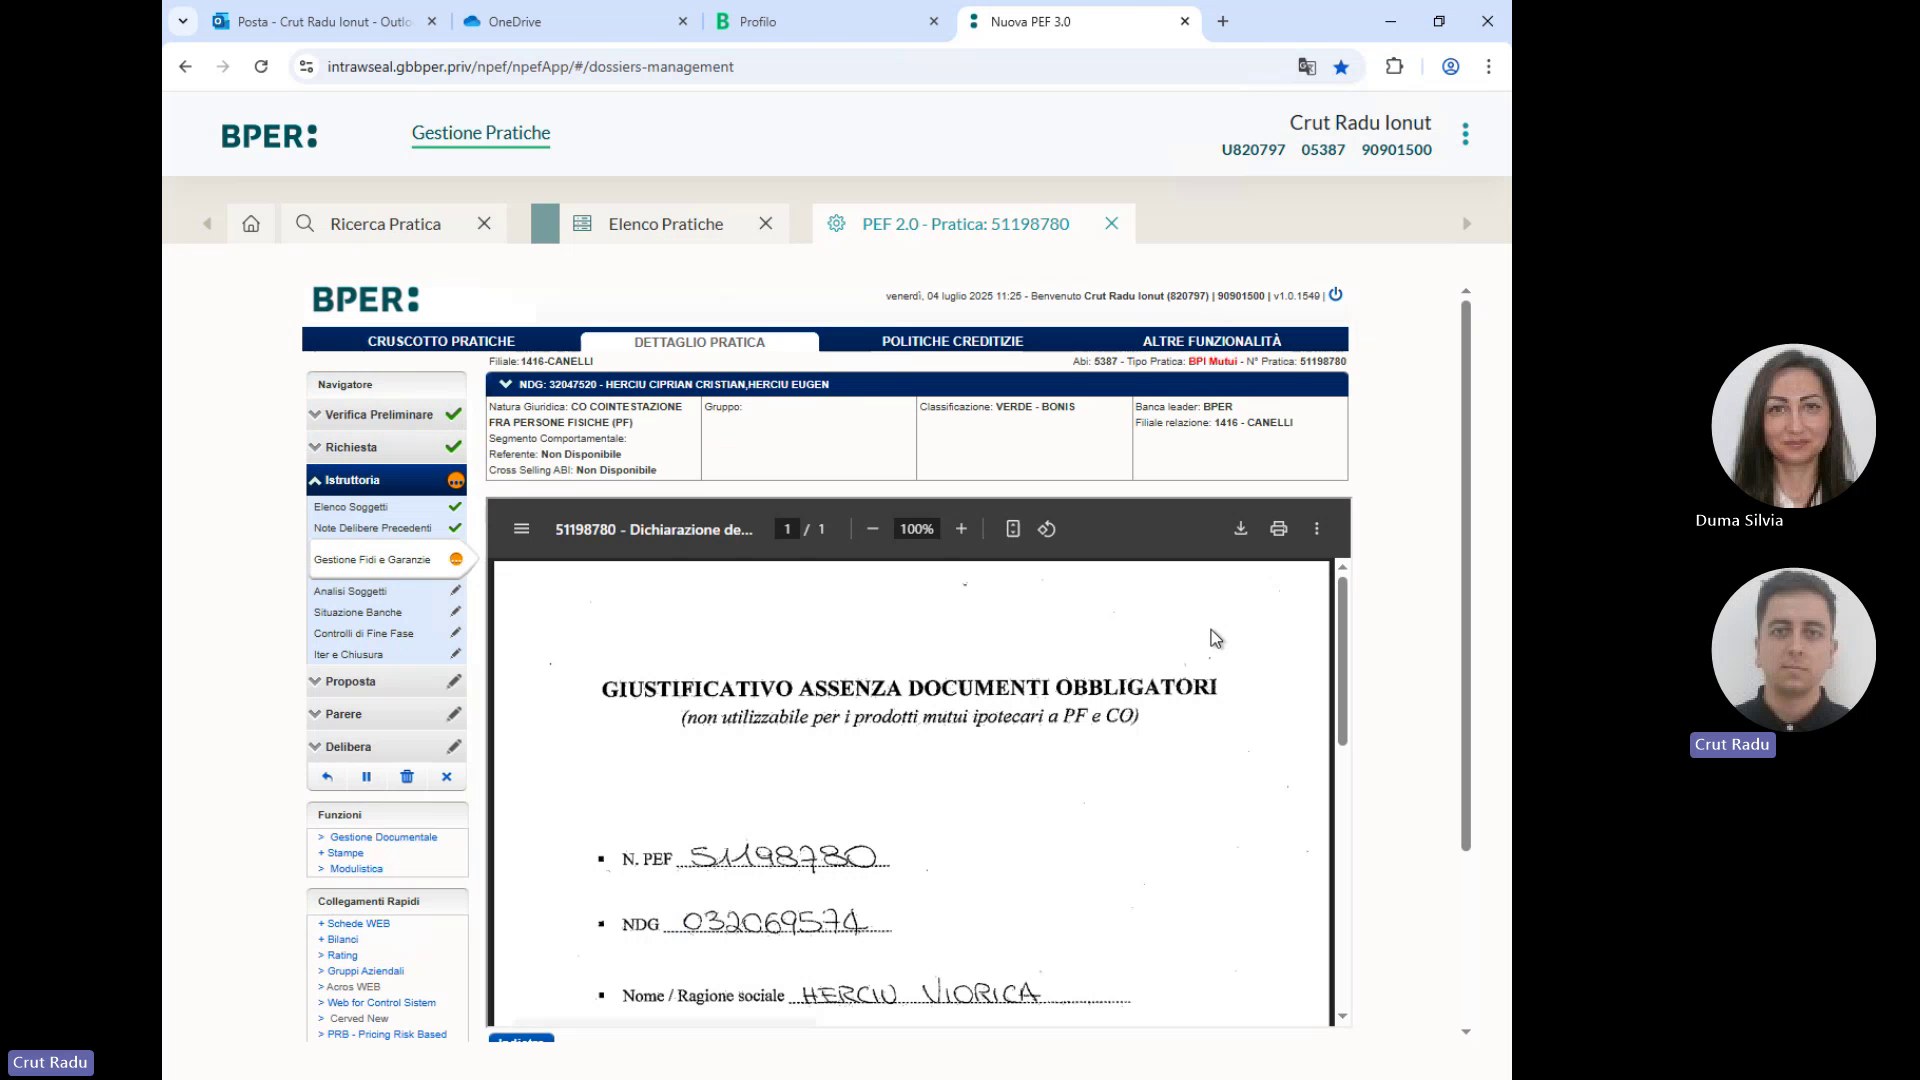 Posta - Crut Radu Ionut - Outlo
OneDrive
Profilo
Nuova PEF 3.0
intrawseal.gbbper.priv/npef/npefApp/#/dossiers-management
BPER:
Gestione Pratiche
Crut Radu Ionut
U820797 05387 90901500
Ricerca Pratica
Elenco Pratiche
PEF 2.0 - Pratica: 51198780
BPER:
venerdì, 04 luglio 2025 11:25 - Benvenuto Crut Radu Ionut (820797) | 90901500 | v1.0.1549 |
CRUSCOTTO PRATICHE
DETTAGLIO PRATICA
POLITICHE CREDITIZIE
ALTRE FUNZIONALITÀ
Filiale: 1416-CANELLI
Abi: 5387 - Tipo Pratica: BPI Mutui - N° Pratica: 51198780
Navigatore
Verifica Preliminare
Richiesta
Istruttoria
Elenco Soggetti
Note Delibere Precedenti
Gestione Fidi e Garanzie
Analisi Soggetti
Situazione Banche
Controlli di Fine Fase
Iter e Chiusura
Proposta
Parere
Delibera
Funzioni
> Gestione Documentale
+ Stampe
> Modulistica
Collegamenti Rapidi
+ Schede WEB
+ Bilanci
> Rating
> Gruppi Aziendali
> Acros WEB
> Web for Control Sistem
> Cerved New
> PRB - Pricing Risk Based
NDG: 32047520 - HERCIU CIPRIAN CRISTIAN,HERCIU EUGEN
Natura Giuridica: CO COINTESTAZIONE
FRA PERSONE FISICHE (PF)
Segmento Comportamentale:
Referente: Non Disponibile
Cross Selling ABI: Non Disponibile
Gruppo:
Classificazione: VERDE - BONIS
Banca leader: BPER
Filiale relazione: 1416 - CANELLI
51198780 - Dichiarazione de...
1 / 1
100%
GIUSTIFICATIVO ASSENZA DOCUMENTI OBBLIGATORI
(non utilizzabile per i prodotti mutui ipotecari a PF e CO)
N. PEF 51198780
NDG 032069574
Nome / Ragione sociale HERCIU VIORICA
Indietro
Duma Silvia
Crut Radu
Crut Radu